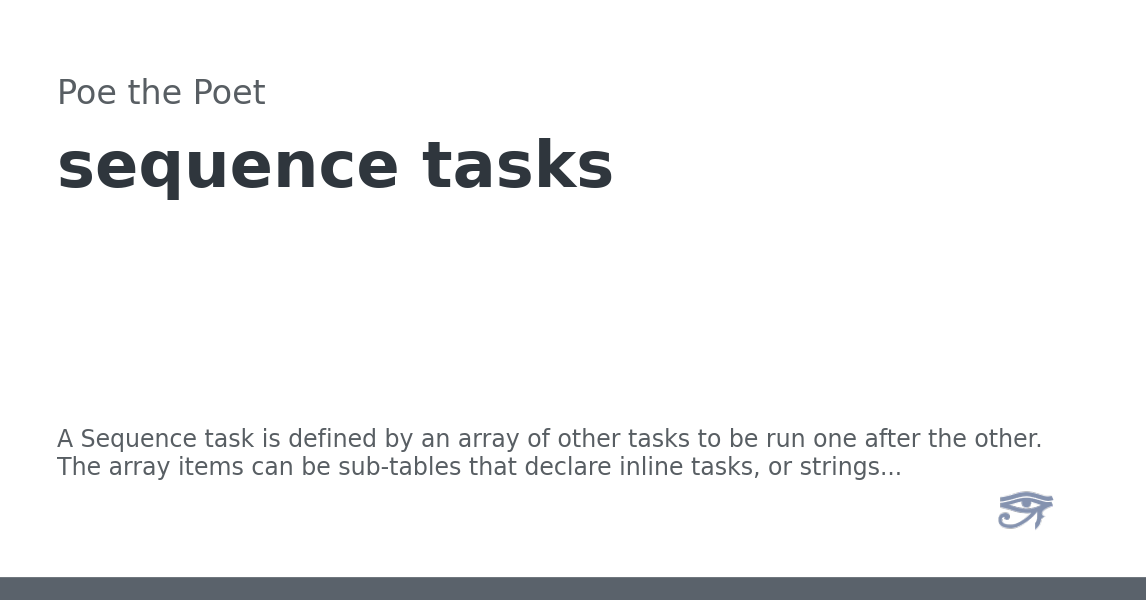 Poe the Poet
sequence tasks
A Sequence task is defined by an array of other tasks to be run one after the other.
The array items can be sub-tables that declare inline tasks, or strings...